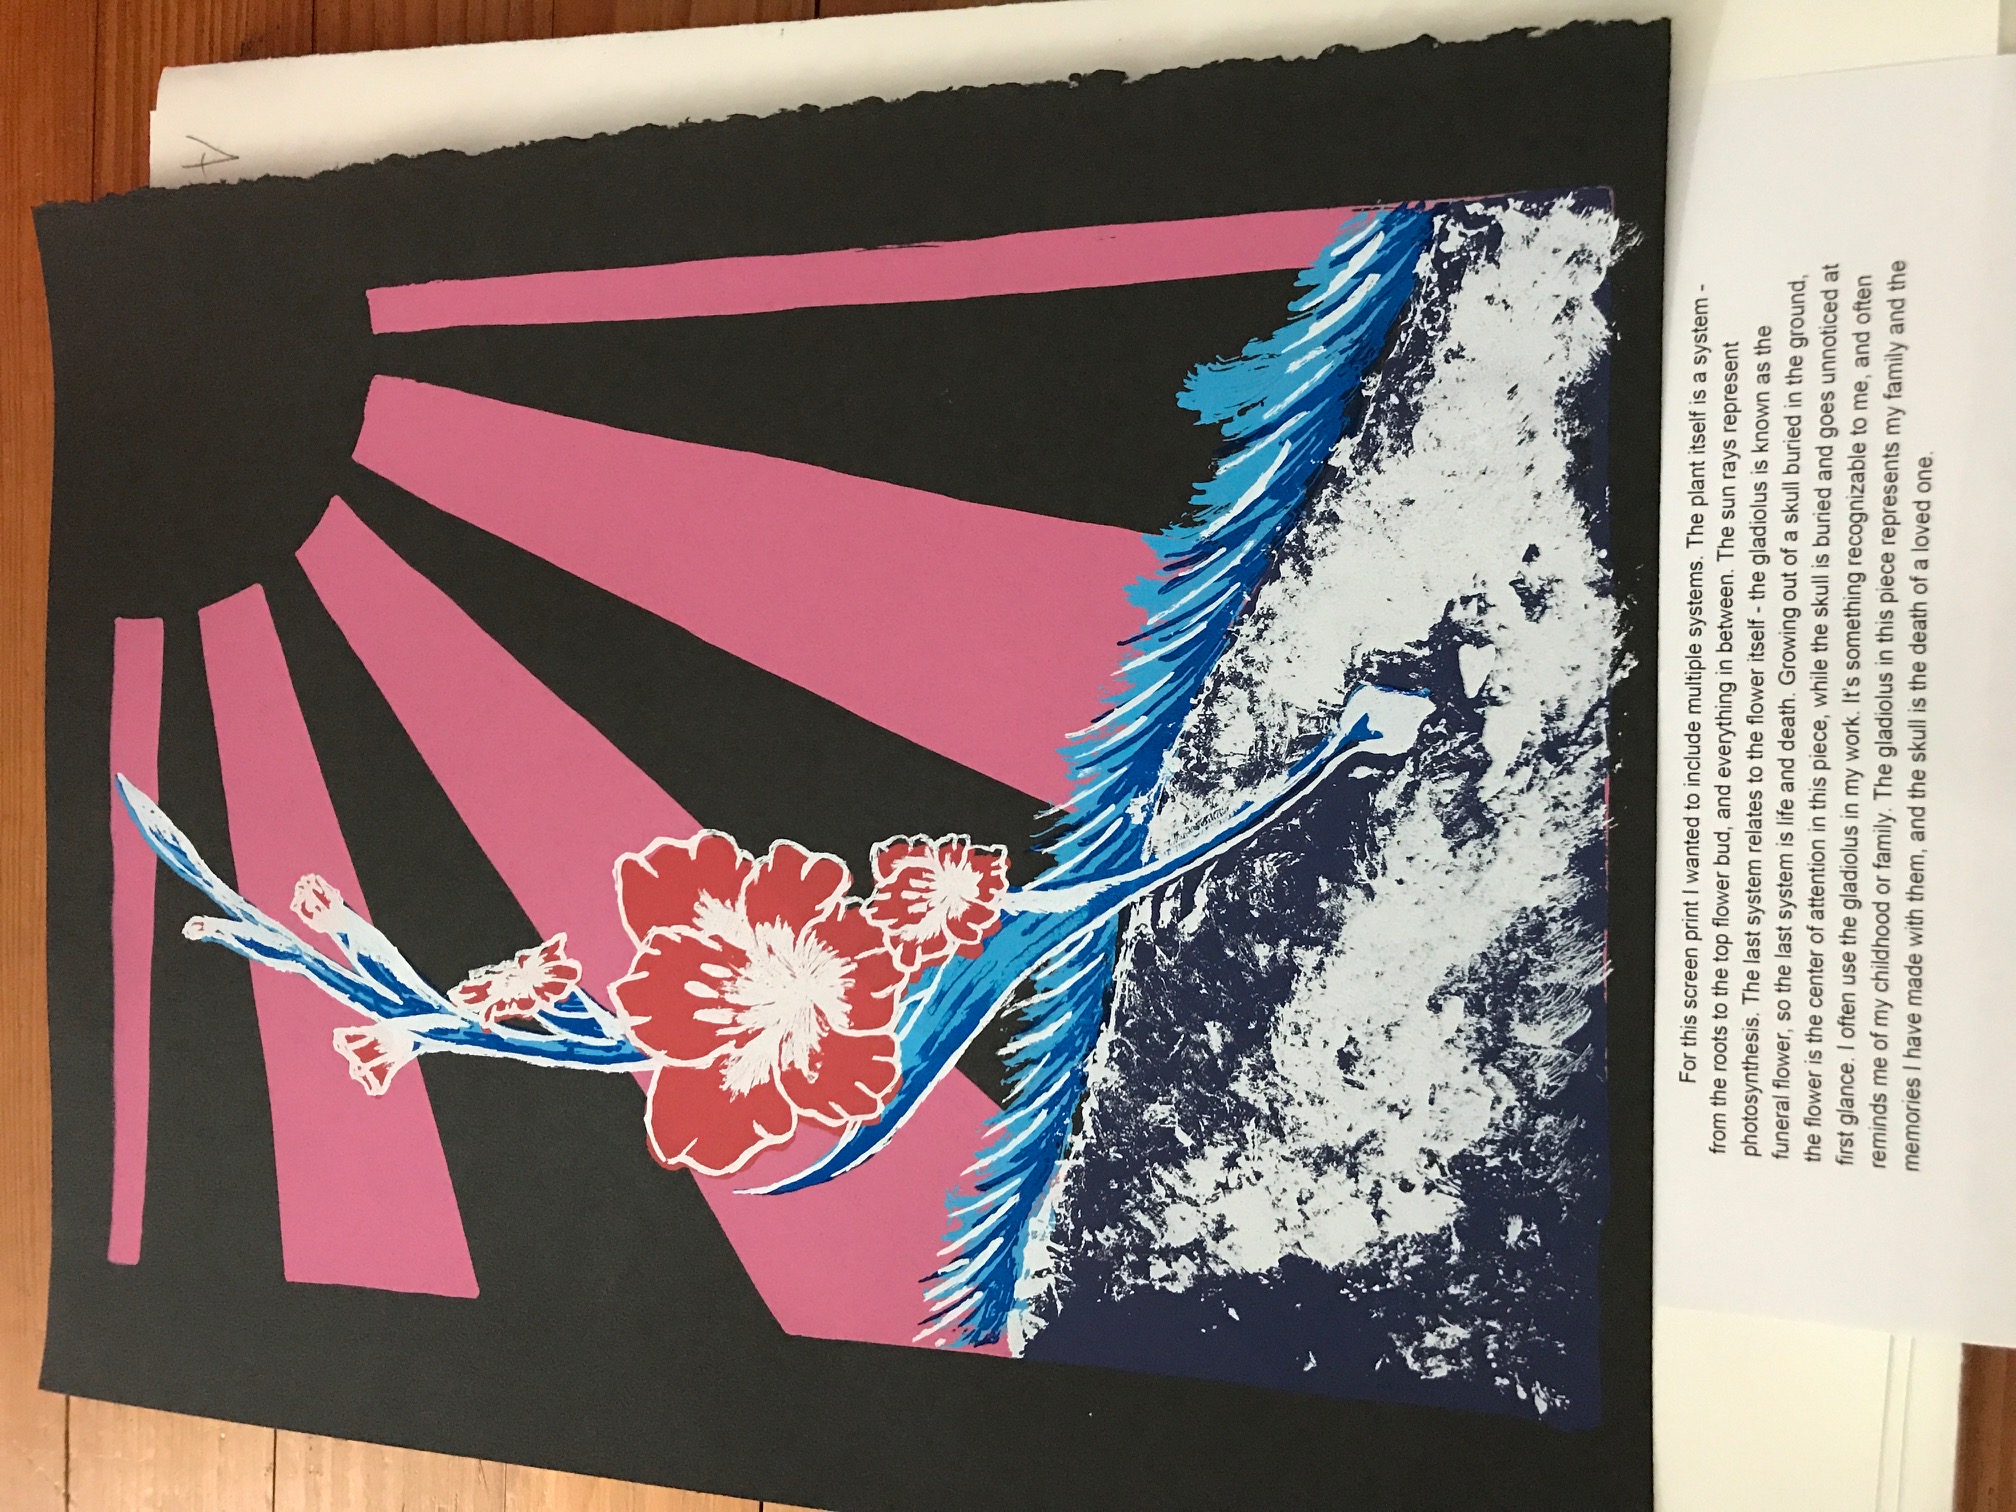 For this screen print I wanted to include multiple systems. The plant itself is a system -
from the roots to the top flower bud, and everything in between. The sun rays represent
photosynthesis. The last system relates to the flower itself - the gladiolus is known as the
funeral flower, so the last system is life and death. Growing out of a skull buried in the ground,
the flower is the center of attention in this piece, while the skull is buried and goes unnoticed at
first glance. I often use the gladiolus in my work. It's something recognizable to me, and often
reminds me of my childhood or family. The gladiolus in this piece represents my family and the
memories I have made with them, and the skull is the death of a loved one.